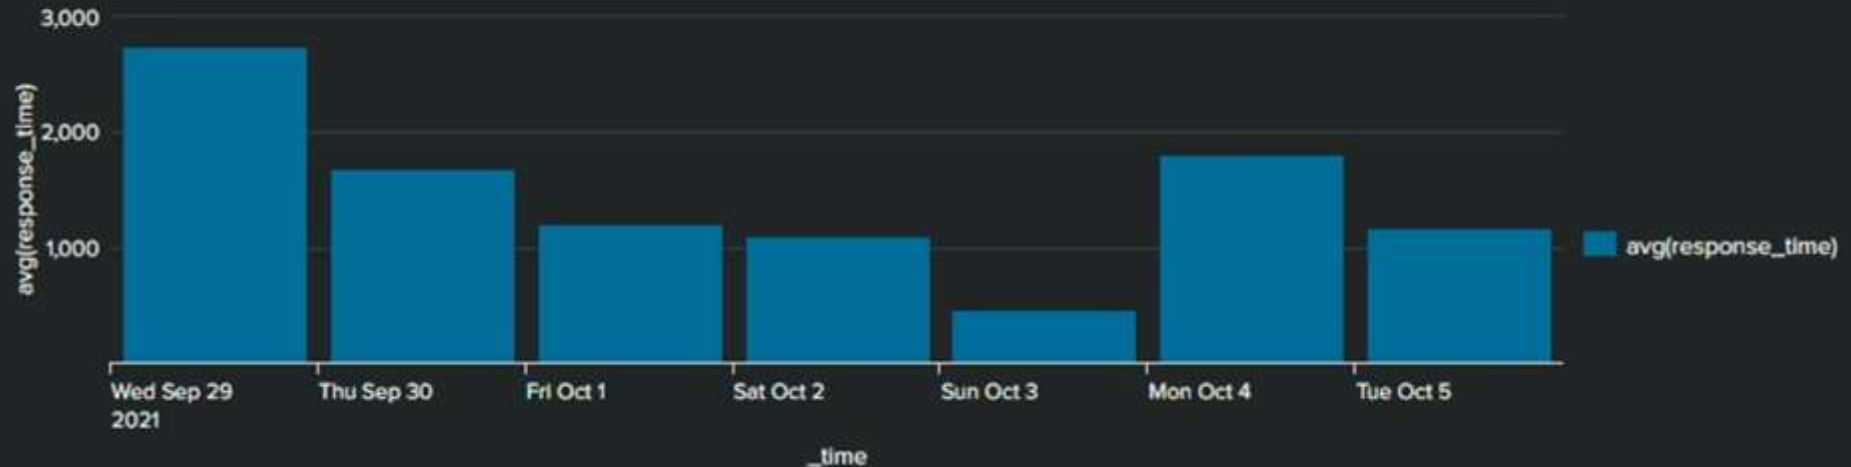 3,000
2,000
1,000
avg(response_time)
Wed Sep 29
2021
Thu Sep 30
Fri Oct 1
Sat Oct 2
Sun Oct 3
Mon Oct 4
Tue Oct 5
_time
avg(response_time)